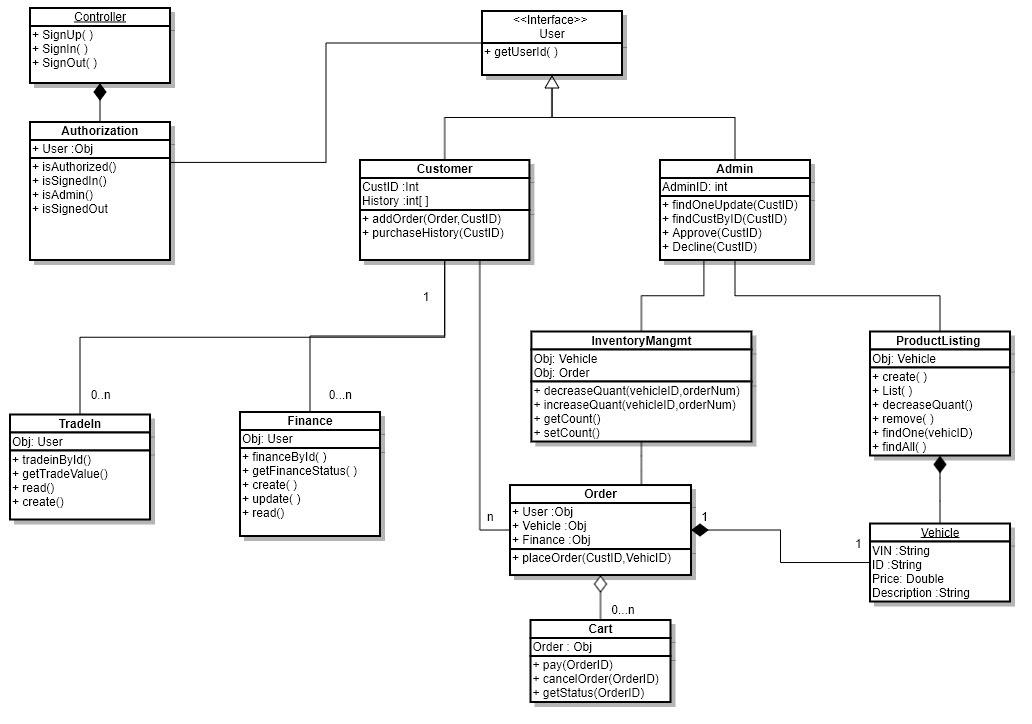 Controller
+ SignUp( )
+ SignIn( )
+ SignOut( )
<<Interface>>
User
+ getUserId( )
Authorization
+ User :Obj
+ isAuthorized()
+ isSignedIn()
+ isAdmin()
+ isSignedOut
Customer
CustID :Int
History :int[ ]
+ addOrder(Order,CustID)
+ purchaseHistory(CustID)
Admin
AdminID: int
+ findOneUpdate(CustID)
+ findCustByID(CustID)
+ Approve(CustID)
+ Decline(CustID)
1
0...n
0...n
InventoryMangmt
Obj: Vehicle
Obj: Order
+ decreaseQuant(vehicleID,orderNum)
+ increaseQuant(vehicleID,orderNum)
+ getCount()
+ setCount()
ProductListing
Obj: Vehicle
+ create( )
+ List( )
+ decreaseQuant()
+ remove( )
+ findOne(vehicID)
+ findAll( )
TradeIn
Obj: User
+ tradeinById()
+ getTradeValue()
+ read()
+ create()
Finance
Obj: User
+ financeById( )
+ getFinanceStatus( )
+ create( )
+ update( )
+ read()
n
Order
+ User :Obj
+ Vehicle :Obj
+ Finance :Obj
+ placeOrder(CustID,VehicID)
1
1
Vehicle
VIN :String
ID :String
Price: Double
Description :String
0...n
Cart
Order : Obj
+ pay(OrderID)
+ cancelOrder(OrderID)
+ getStatus(OrderID)